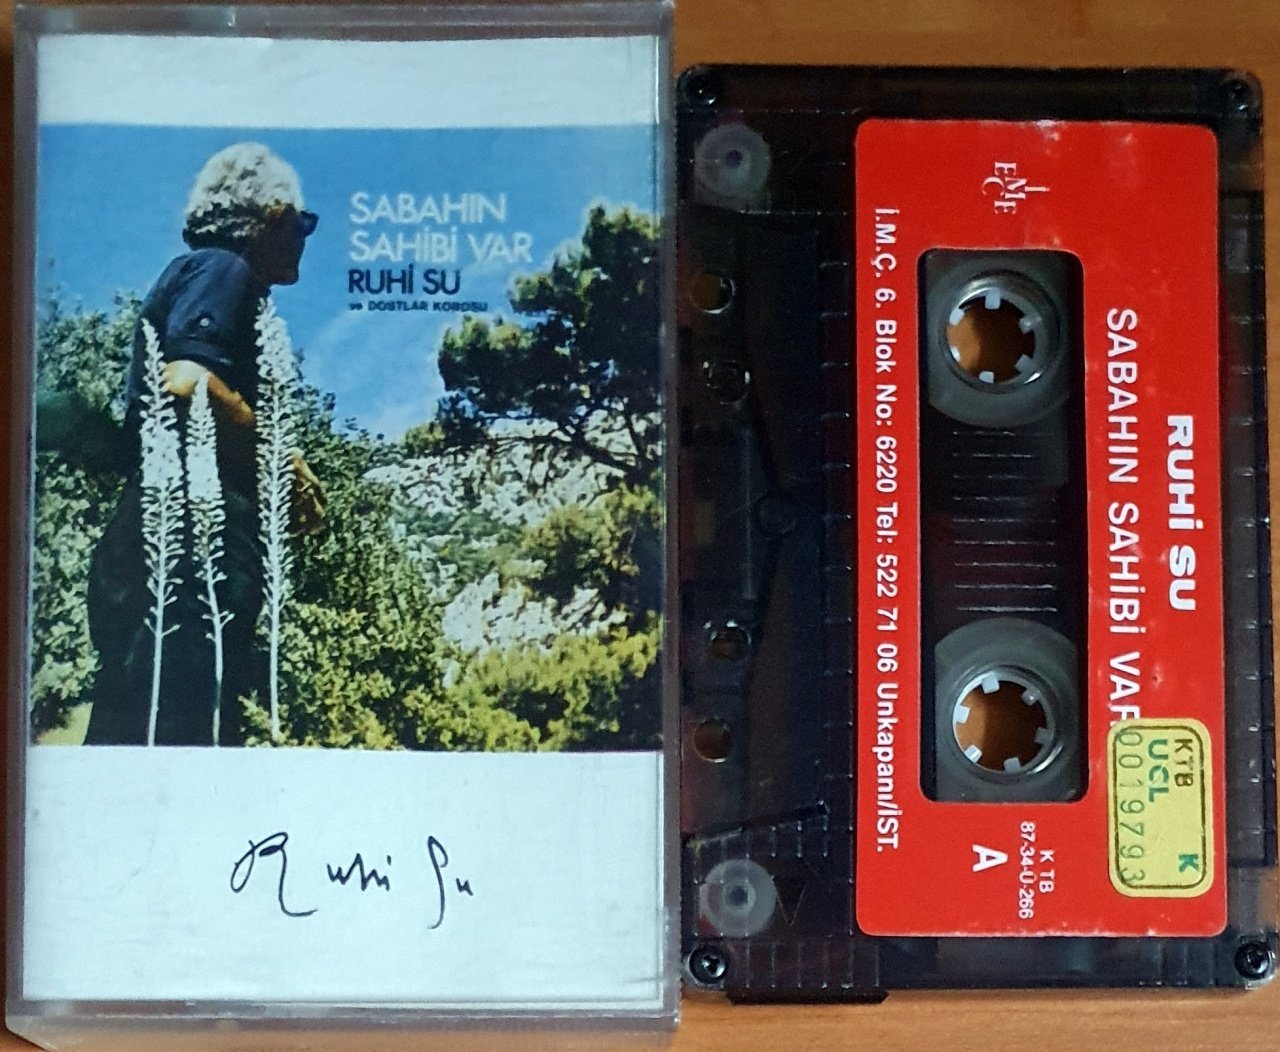 SABAHIN
SAHİBİ VAR
RUHİ SU
ve DOSTLAR KOROSU
Ruhi Su
İMECE
İ.M.Ç. 6. Blok No: 6220 Tel: 522 71 06 Unkapanı/İST.
RUHİ SU
SABAHIN SAHİBİ VAR
K TB
87-34-Ü-266
A
KTB K
UCL
0019793